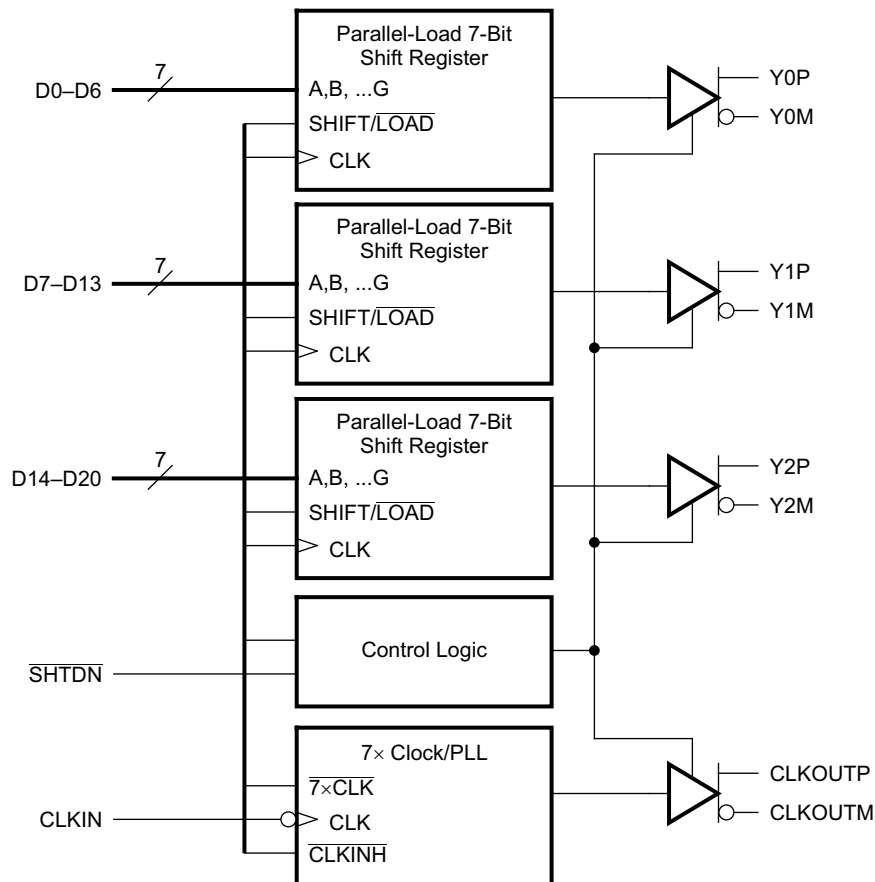 Parallel-Load 7-Bit
Shift Register
7
D0–D6
A,B, ...G
SHIFT/LOAD
CLK
Y0P
Y0M
Parallel-Load 7-Bit
Shift Register
7
D7–D13
A,B, ...G
SHIFT/LOAD
CLK
Y1P
Y1M
Parallel-Load 7-Bit
Shift Register
7
D14–D20
A,B, ...G
SHIFT/LOAD
CLK
Y2P
Y2M
Control Logic
SHTDN
7× Clock/PLL
7×CLK
CLKIN
CLK
CLKINH
CLKOUTP
CLKOUTM